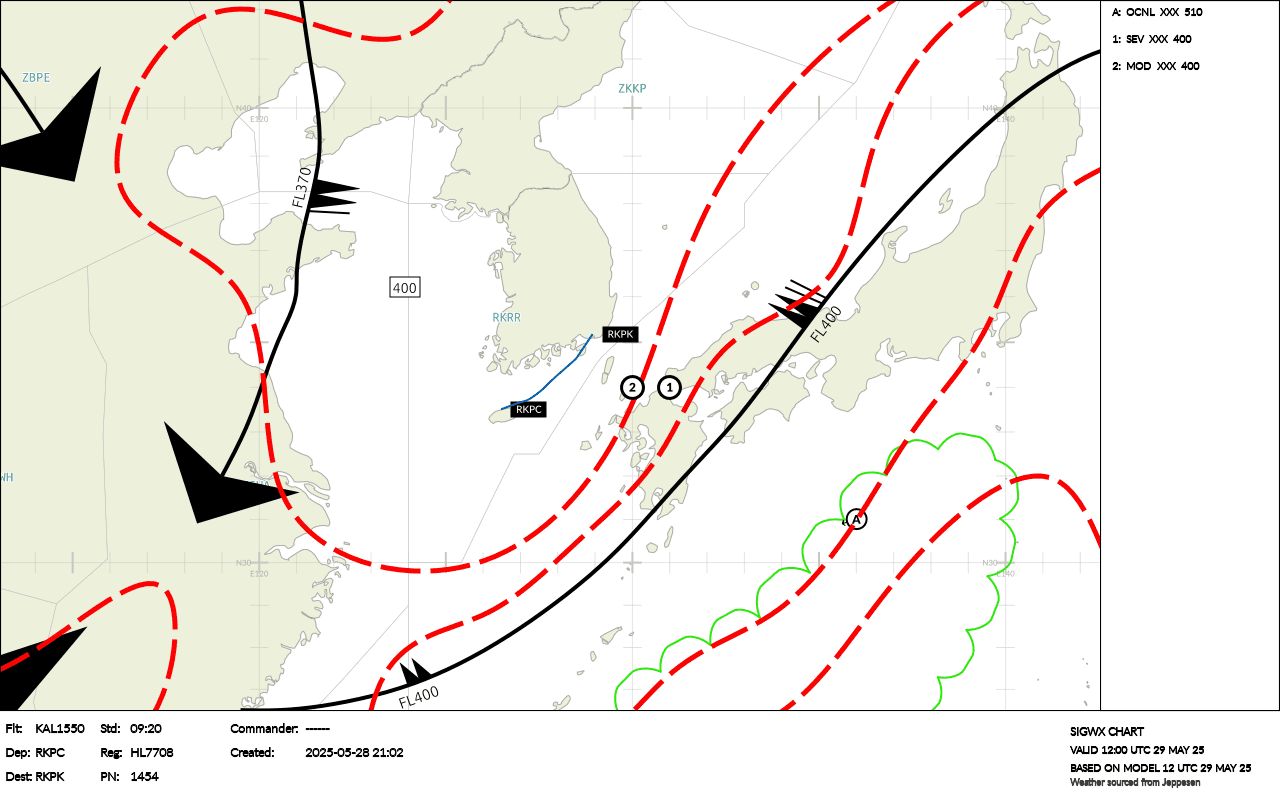 A: OCNL XXX 510
1: SEV XXX 400
2: MOD XXX 400
ZBPE
ZKKP
N40
E120
N40
E140
FL370
400
RKRR
RKPK
FL400
2
1
RKPC
WH
A
N30
E120
N30
E140
FL400
Flt: KAL1550 Std: 09:20 Commander: ------
Dep: RKPC Reg: HL7708 Created: 2025-05-28 21:02
Dest: RKPK PN: 1454
SIGWX CHART
VALID 12:00 UTC 29 MAY 25
BASED ON MODEL 12 UTC 29 MAY 25
Weather sourced from Jeppesen